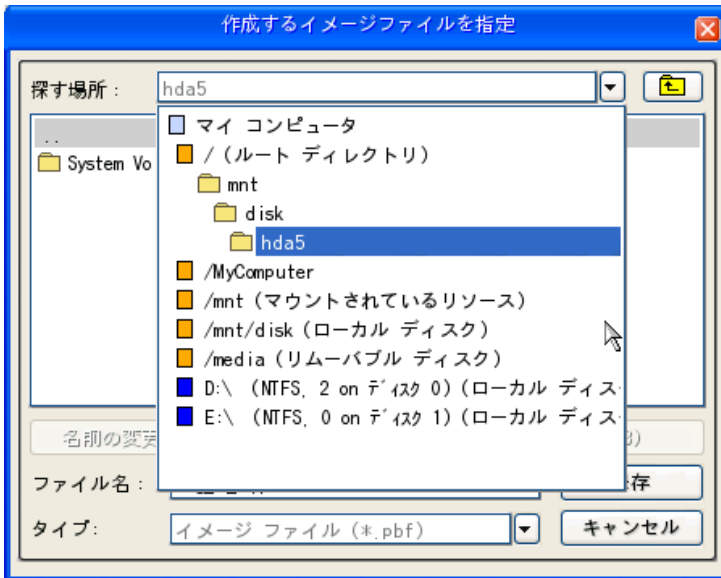 作成するイメージファイルを指定
探す場所： hda5
..
System Vo
マイ コンピュータ
/ (ルート ディレクトリ)
mnt
disk
hda5
/MyComputer
/mnt (マウントされているリソース)
/mnt/disk (ローカル ディスク)
/media (リムーバブル ディスク)
D:\ (NTFS, 2 on ﾃﾞｨｽｸ 0) (ローカル ディス
E:\ (NTFS, 0 on ﾃﾞｨｽｸ 1) (ローカル ディス
名前の変更
ファイル名：
存
タイプ： イメージ ファイル (*.pbf)
キャンセル